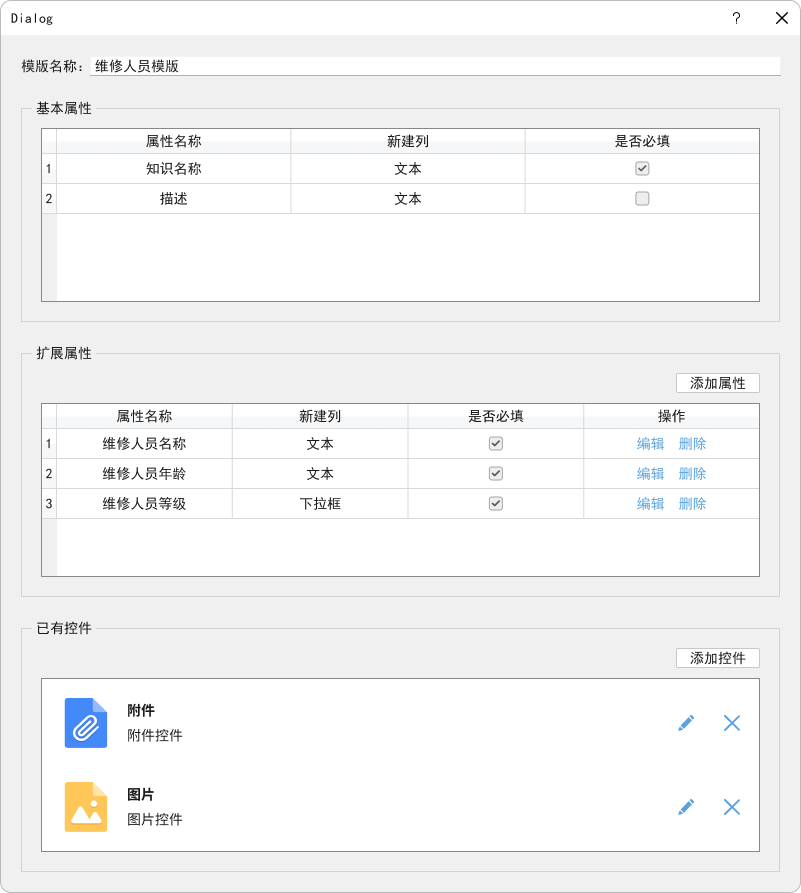 Dialog ?
模版名称： 维修人员模版
基本属性
属性名称 新建列 是否必填
1 知识名称 文本
2 描述 文本
扩展属性
添加属性
属性名称 新建列 是否必填 操作
1 维修人员名称 文本 编辑 删除
2 维修人员年龄 文本 编辑 删除
3 维修人员等级 下拉框 编辑 删除
已有控件
添加控件
附件
附件控件
图片
图片控件